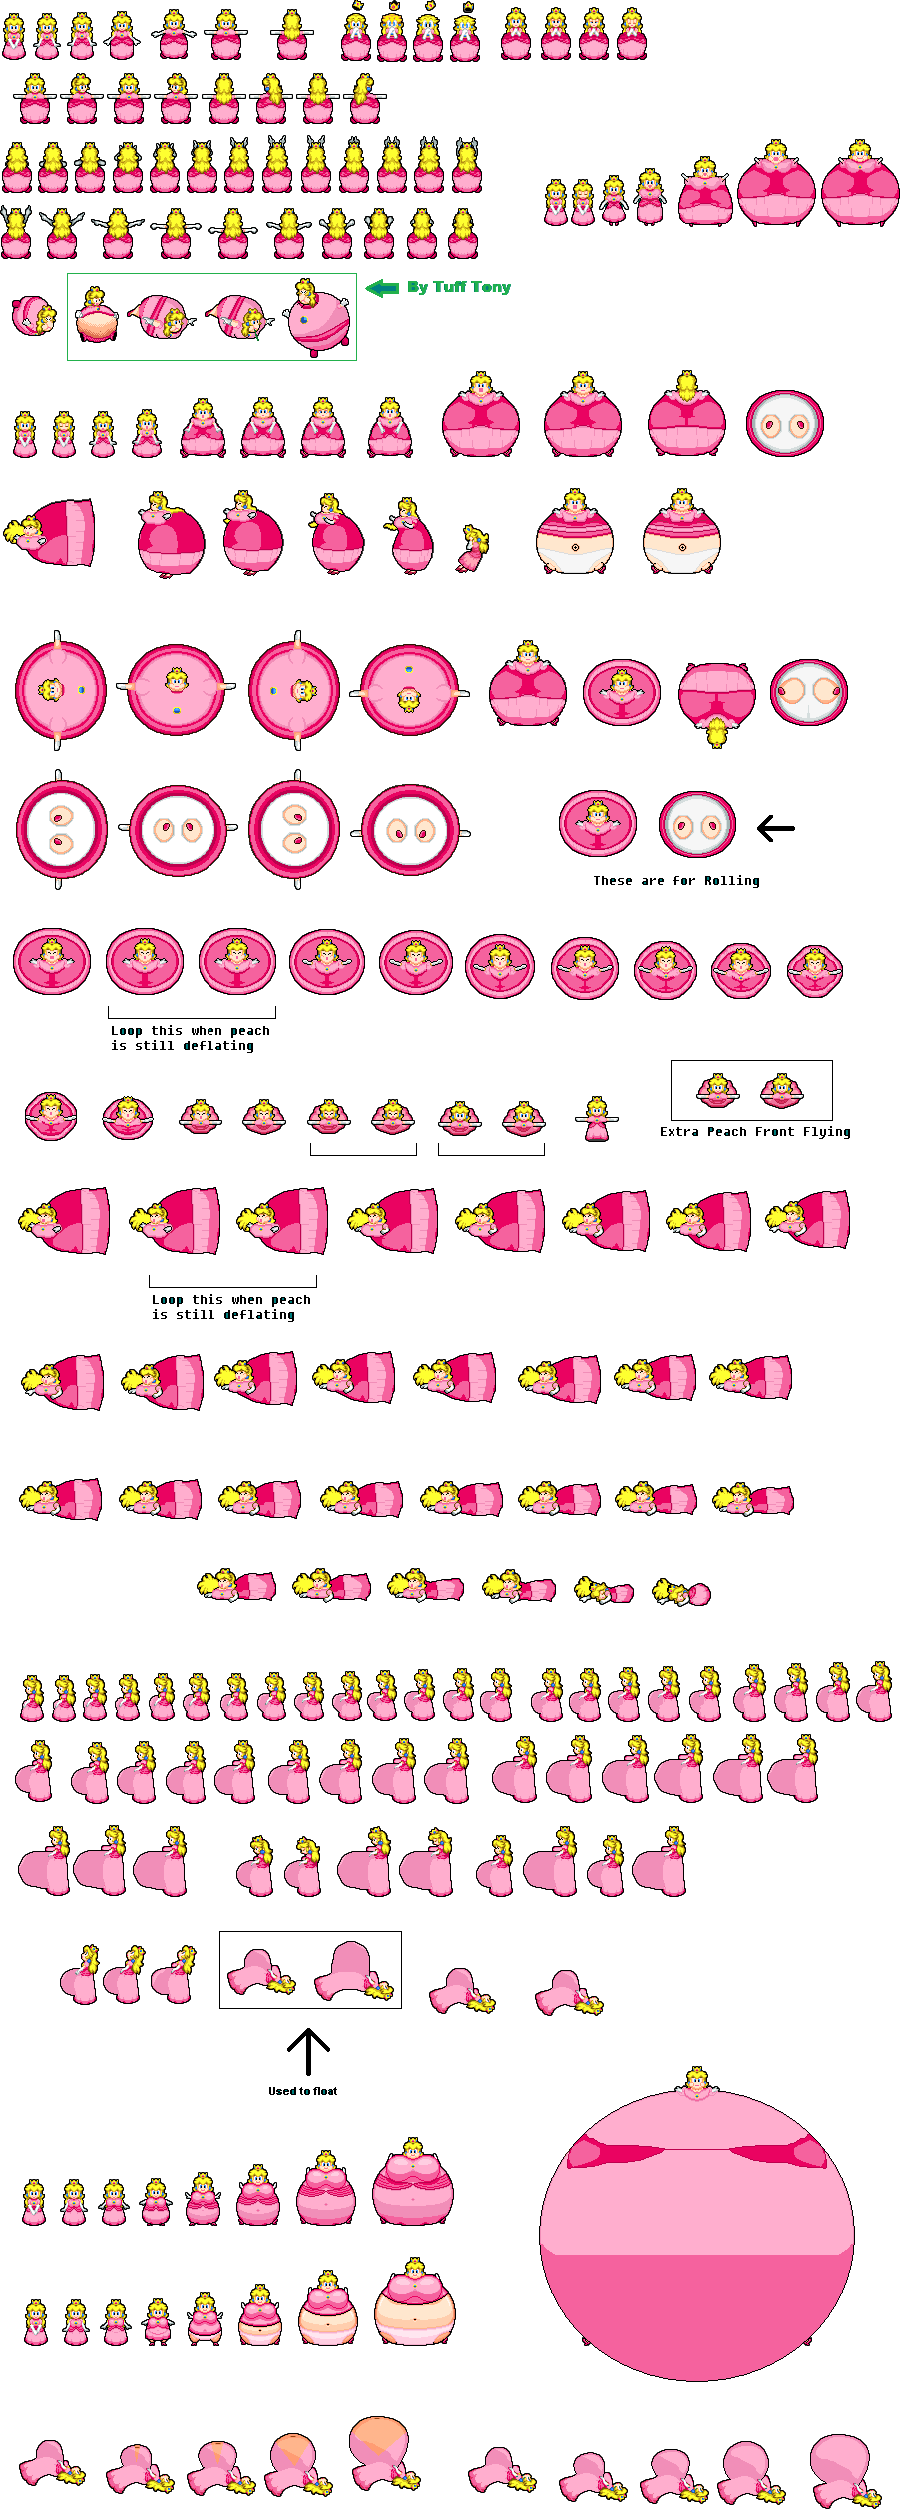 By Tuff Tony
These are for Rolling
Loop this when peach
is still deflating
Extra Peach Front Flying
Loop this when peach
is still deflating
Used to float